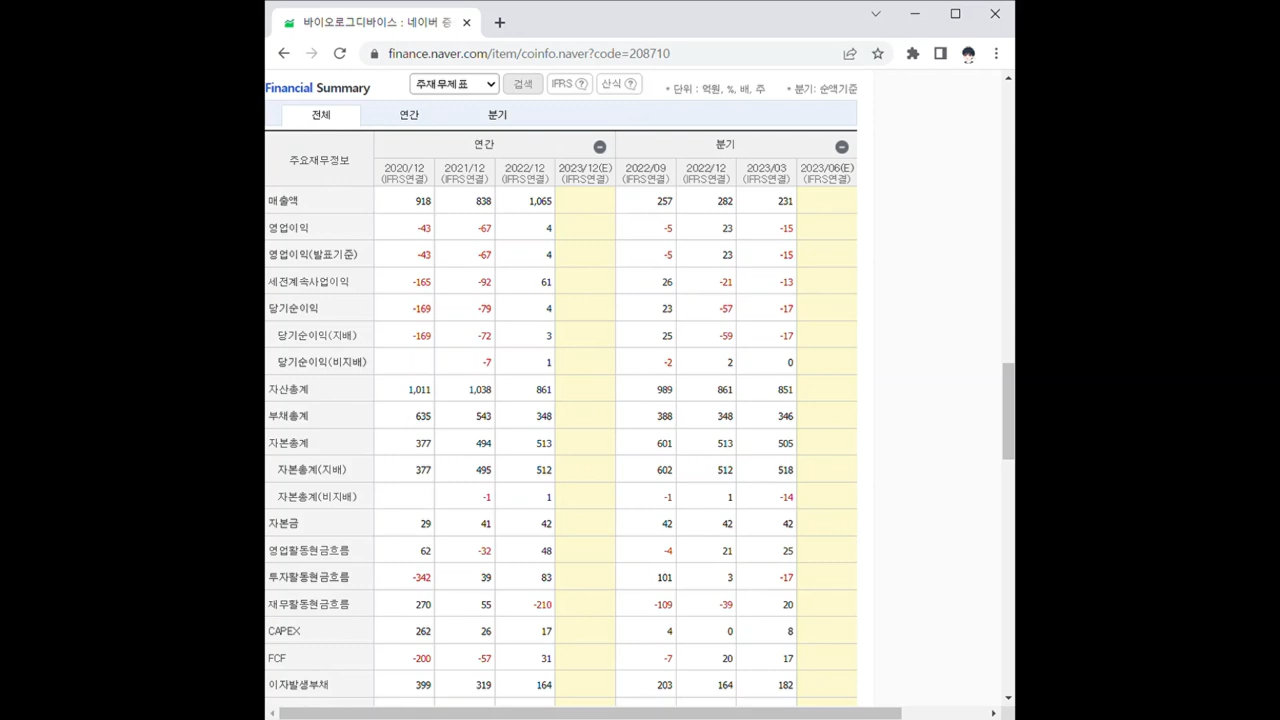 바이오로그디바이스 : 네이버 증
finance.naver.com/item/coinfo.naver?code=208710
Financial Summary 주재무제표 검색 IFRS ? 산식 ? * 단위 : 억원, %, 배, 주 * 분기: 순액기준
전체 연간 분기
주요재무정보 연간 분기
2020/12 (IFRS연결) 2021/12 (IFRS연결) 2022/12 (IFRS연결) 2023/12(E) (IFRS연결) 2022/09 (IFRS연결) 2022/12 (IFRS연결) 2023/03 (IFRS연결) 2023/06(E) (IFRS연결)
매출액 918 838 1,065 257 282 231
영업이익 -43 -67 4 -5 23 -15
영업이익(발표기준) -43 -67 4 -5 23 -15
세전계속사업이익 -165 -92 61 26 -21 -13
당기순이익 -169 -79 4 23 -57 -17
당기순이익(지배) -169 -72 3 25 -59 -17
당기순이익(비지배) -7 1 -2 2 0
자산총계 1,011 1,038 861 989 861 851
부채총계 635 543 348 388 348 346
자본총계 377 494 513 601 513 505
자본총계(지배) 377 495 512 602 512 518
자본총계(비지배) -1 1 -1 1 -14
자본금 29 41 42 42 42 42
영업활동현금흐름 62 -32 48 -4 21 25
투자활동현금흐름 -342 39 83 101 3 -17
재무활동현금흐름 270 55 -210 -109 -39 20
CAPEX 262 26 17 4 0 8
FCF -200 -57 31 -7 20 17
이자발생부채 399 319 164 203 164 182